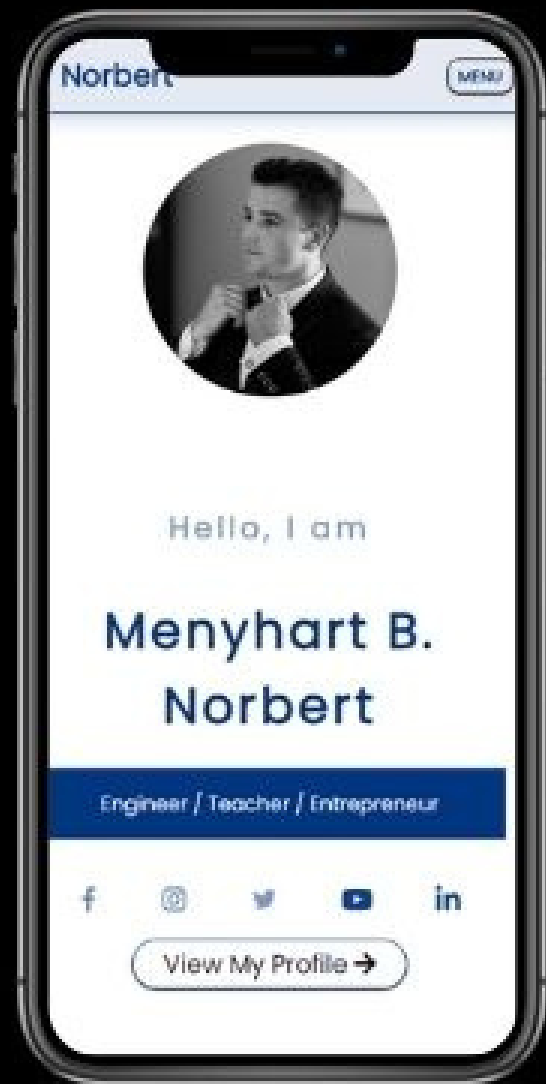 Norbert
MENU
Hello, I am
Menyhart B.
Norbert
Engineer / Teacher / Entrepreneur
f
in
View My Profile →